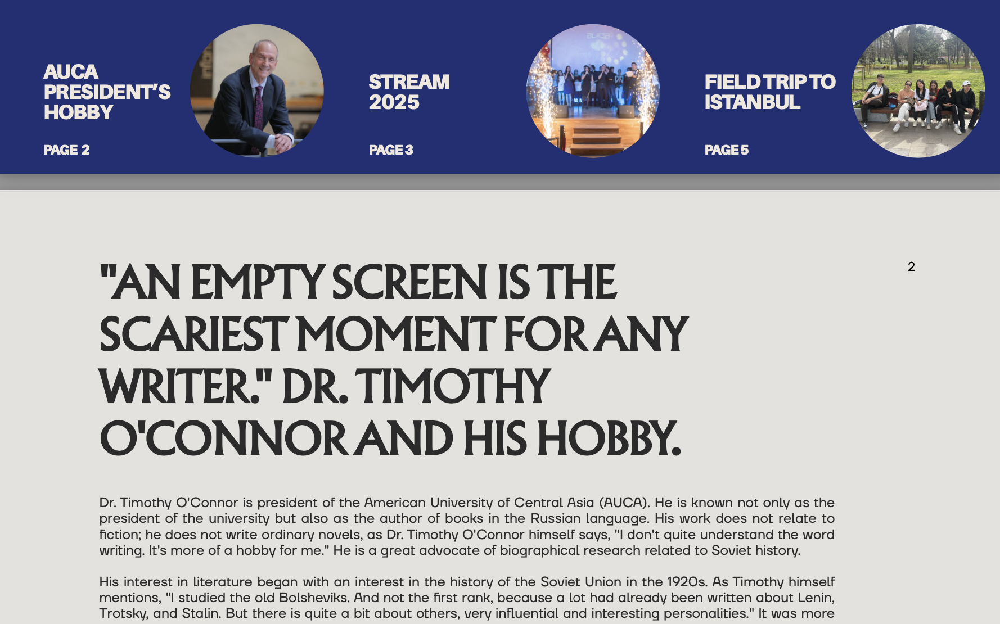 AUCA
PRESIDENT’S
HOBBY
PAGE 2
STREAM
2025
PAGE 3
FIELD TRIP TO
ISTANBUL
PAGE 5
2
"AN EMPTY SCREEN IS THE
SCARIEST MOMENT FOR ANY
WRITER." DR. TIMOTHY
O'CONNOR AND HIS HOBBY.
Dr. Timothy O'Connor is president of the American University of Central Asia (AUCA). He is known not only as the
president of the university but also as the author of books in the Russian language. His work does not relate to
fiction; he does not write ordinary novels, as Dr. Timothy O'Connor himself says, "I don't quite understand the word
writing. It's more of a hobby for me." He is a great advocate of biographical research related to Soviet history.
His interest in literature began with an interest in the history of the Soviet Union in the 1920s. As Timothy himself
mentions, "I studied the old Bolsheviks. And not the first rank, because a lot had already been written about Lenin,
Trotsky, and Stalin. But there is quite a bit about others, very influential and interesting personalities." It was more